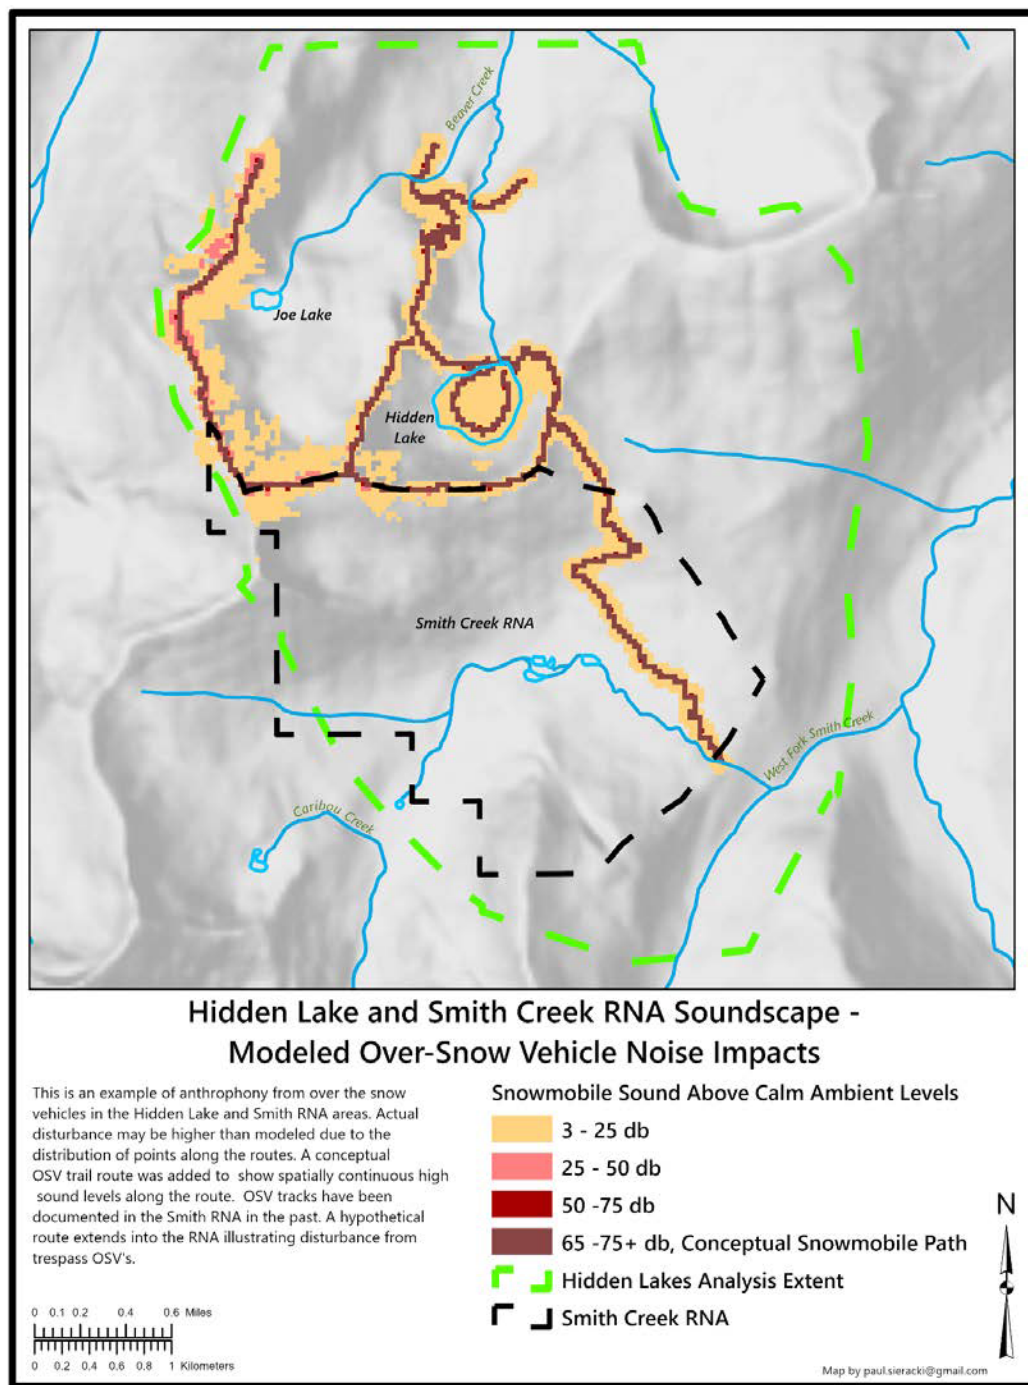 Beaver Creek
Joe Lake
Hidden
Lake
Smith Creek RNA
West Fork Smith Creek
Caribou Creek
Hidden Lake and Smith Creek RNA Soundscape -
Modeled Over-Snow Vehicle Noise Impacts
This is an example of anthrophony from over the snow
vehicles in the Hidden Lake and Smith RNA areas. Actual
disturbance may be higher than modeled due to the
distribution of points along the routes. A conceptual
OSV trail route was added to show spatially continuous high
sound levels along the route. OSV tracks have been
documented in the Smith RNA in the past. A hypothetical
route extends into the RNA illustrating disturbance from
trespass OSV's.
0 0.1 0.2 0.4 0.6 Miles
0 0.2 0.4 0.6 0.8 1 Kilometers
Snowmobile Sound Above Calm Ambient Levels
3 - 25 db
25 - 50 db
50 -75 db
65 -75+ db, Conceptual Snowmobile Path
Hidden Lakes Analysis Extent
Smith Creek RNA
N
Map by paul.sieracki@gmail.com